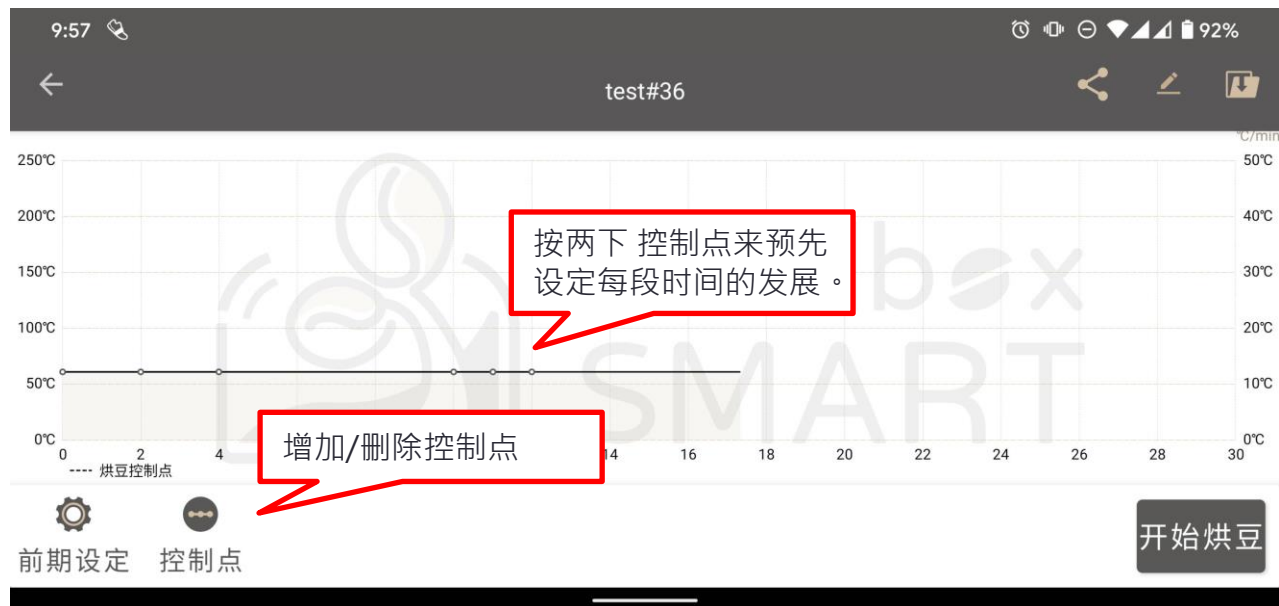 9:57 92%
test#36
℃/min
250℃ 50℃
200℃ 40℃
按两下 控制点来预先
设定每段时间的发展。
box
150℃ 30℃
100℃ 20℃
SMART
50℃ 10℃
增加/删除控制点
0℃ 0℃
0 2 4 14 16 18 20 22 24 26 28 30
---- 烘豆控制点
前期设定 控制点
开始烘豆